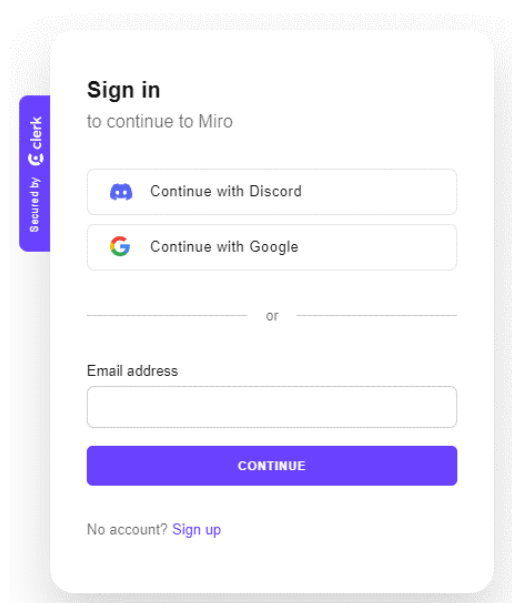 Sign in
to continue to Miro
Secured by clerk
Continue with Discord
Continue with Google
or
Email address
CONTINUE
No account? Sign up